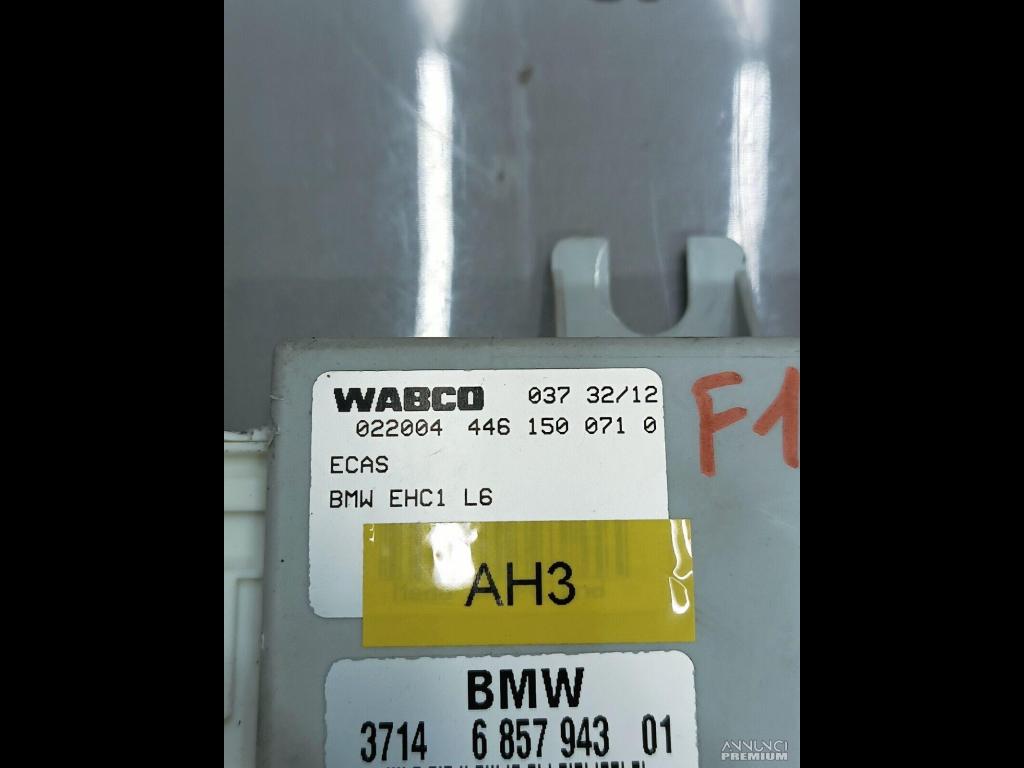 WABCO 037 32/12
022004 446 150 071 0
ECAS
BMW EHC1 L6
F1
AH3
BMW
3714 6 857 943 01
ANNUNCI
PREMIUM